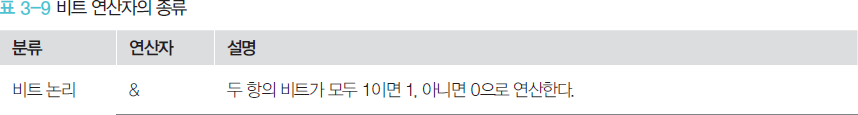 표 3-9 비트 연산자의 종류
분류 연산자 설명
비트 논리 & 두 항의 비트가 모두 1이면 1, 아니면 0으로 연산한다.